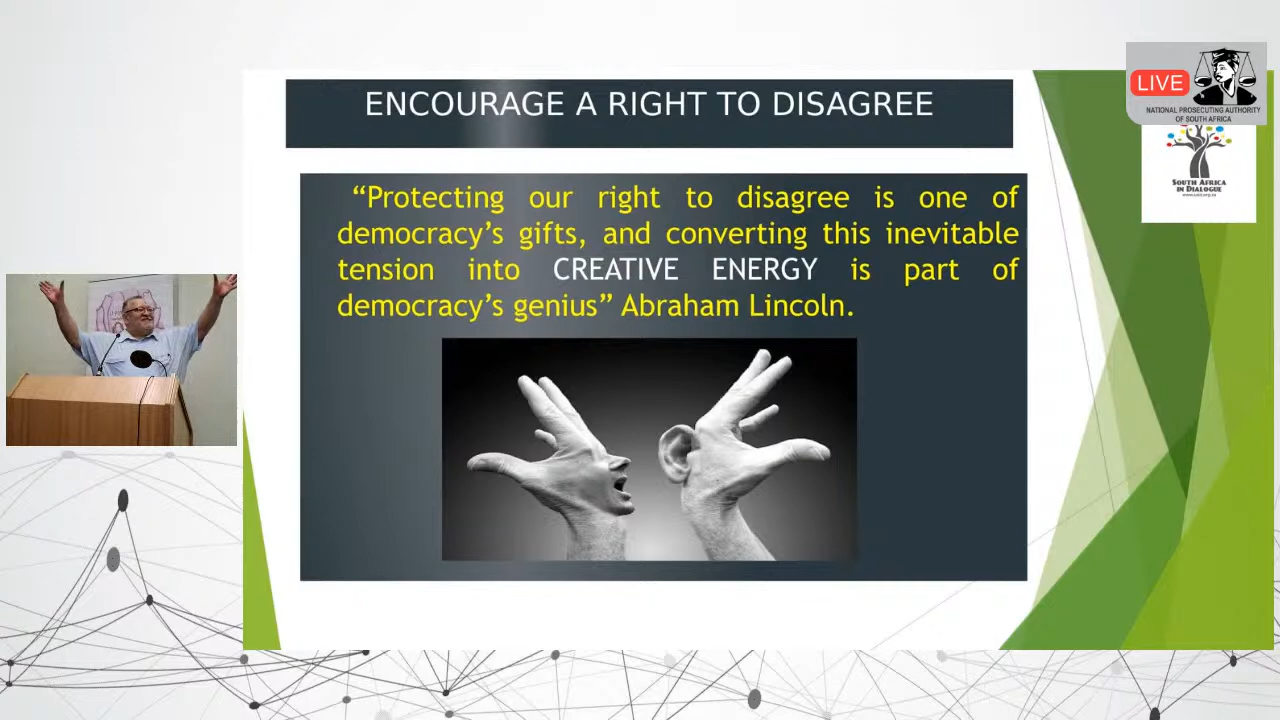 ENCOURAGE A RIGHT TO DISAGREE
“Protecting our right to disagree is one of
democracy’s gifts, and converting this inevitable
tension into CREATIVE ENERGY is part of
democracy’s genius” Abraham Lincoln.
LIVE
NATIONAL PROSECUTING AUTHORITY
OF SOUTH AFRICA
SOUTH AFRICA
IN DIALOGUE